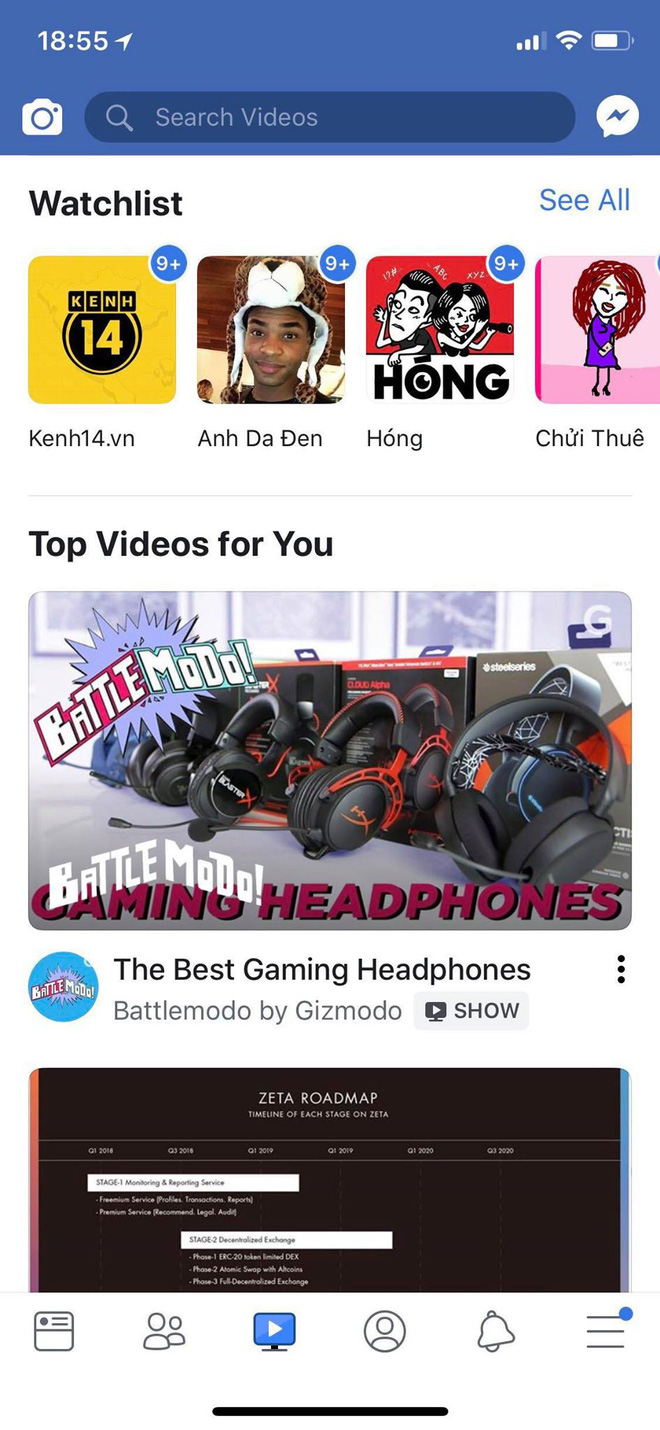 18:55
Search Videos
Watchlist
See All
9+
9+
9+
KENH
14
!?#
ABC
XYZ
HÓNG
Kenh14.vn
Anh Da Đen
Hóng
Chửi Thuê
Top Videos for You
G
BATTLEMODO!
CLOUD Alpha
steelseries
BLASTER X
BATTLEMODO!
GAMING HEADPHONES
BATTLEMODO!
The Best Gaming Headphones
Battlemodo by Gizmodo
SHOW
ZETA ROADMAP
TIMELINE OF EACH STAGE ON ZETA
Q1 2018 Q3 2018 Q1 2019 Q1 2019 Q1 2020 Q3 2020
STAGE-1 Monitoring & Reporting Service
- Freemium Service (Profiles. Transactions. Reports)
- Premium Service (Recommend. Legal. Audit)
STAGE-2 Decentralized Exchange
- Phase-1 ERC-20 token limited DEX
- Phase-2 Atomic Swap with Altcoins
- Phase-3 Full-Decentralized Exchange